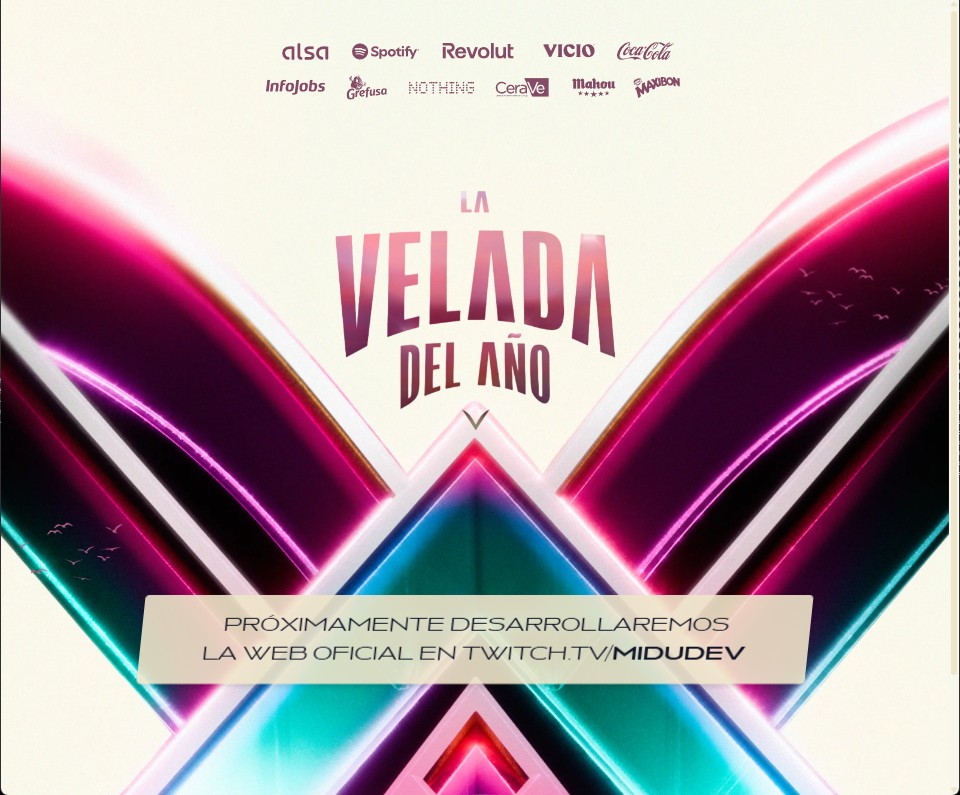 alsa Spotify Revolut VICIO Coca-Cola
InfoJobs Grefusa NOTHING CeraVe Mahou MAXIBON
LA
VELADA
DEL AÑO
PRÓXIMAMENTE DESARROLLAREMOS
LA WEB OFICIAL EN TWITCH.TV/MIDUDEV